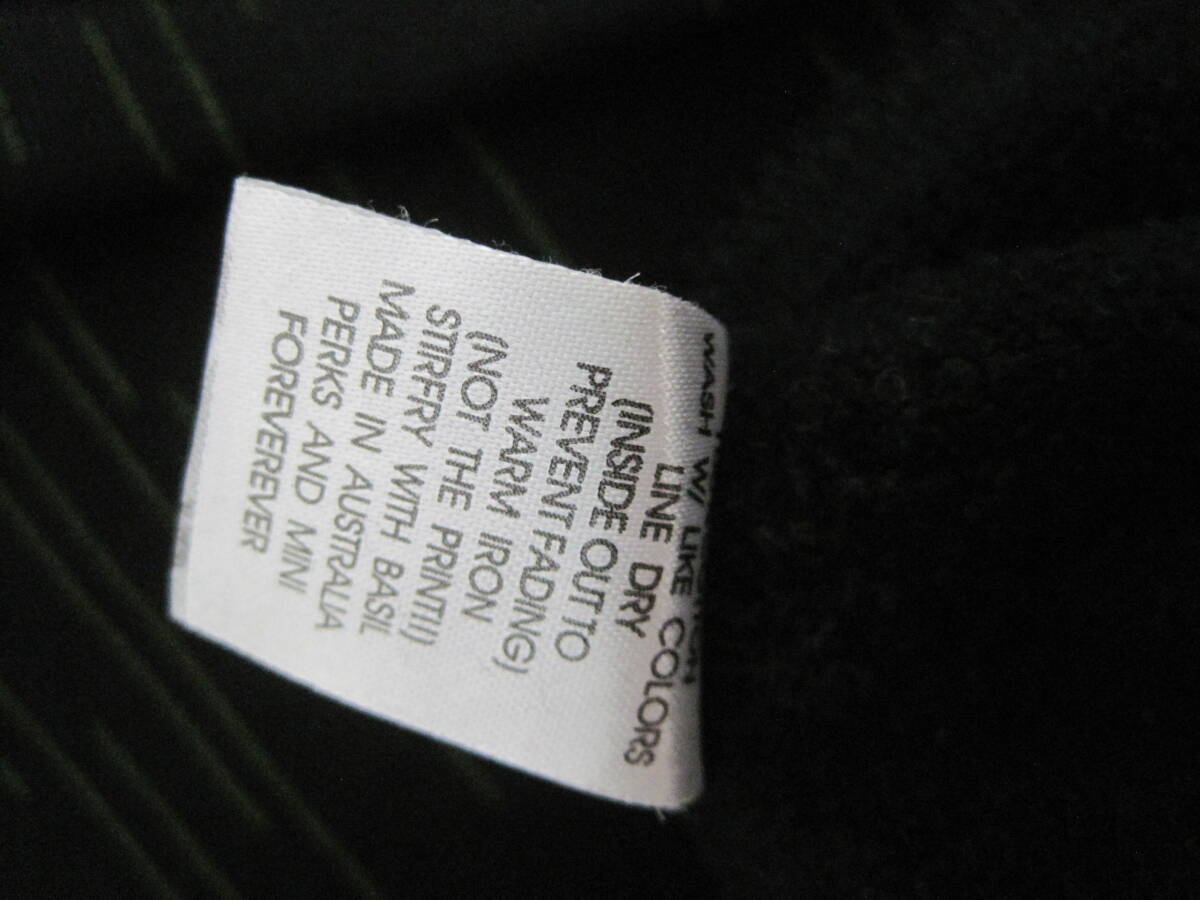 WASH W/ LIKE COLORS
LINE DRY
(INSIDE OUT TO
PREVENT FADING)
WARM IRON
(NOT THE PRINT!!!)
STIRFRY WITH BASIL
MADE IN AUSTRALIA
PERKS AND MINI
FOREVEREVER